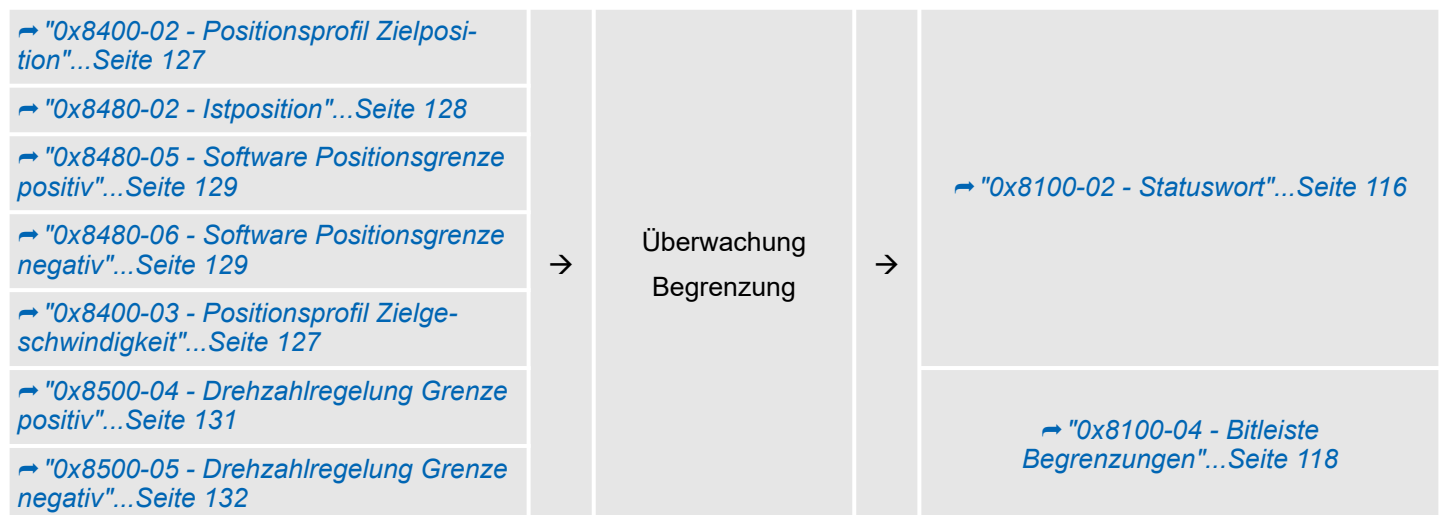 ➦ "0x8400-02 - Positionsprofil Zielposi-
tion"...Seite 127
➦ "0x8480-02 - Istposition"...Seite 128
➦ "0x8480-05 - Software Positionsgrenze
positiv"...Seite 129
➦ "0x8480-06 - Software Positionsgrenze
negativ"...Seite 129
➦ "0x8400-03 - Positionsprofil Zielge-
schwindigkeit"...Seite 127
➦ "0x8500-04 - Drehzahlregelung Grenze
positiv"...Seite 131
➦ "0x8500-05 - Drehzahlregelung Grenze
negativ"...Seite 132
→
Überwachung
Begrenzung
→
➦ "0x8100-02 - Statuswort"...Seite 116
➦ "0x8100-04 - Bitleiste
Begrenzungen"...Seite 118